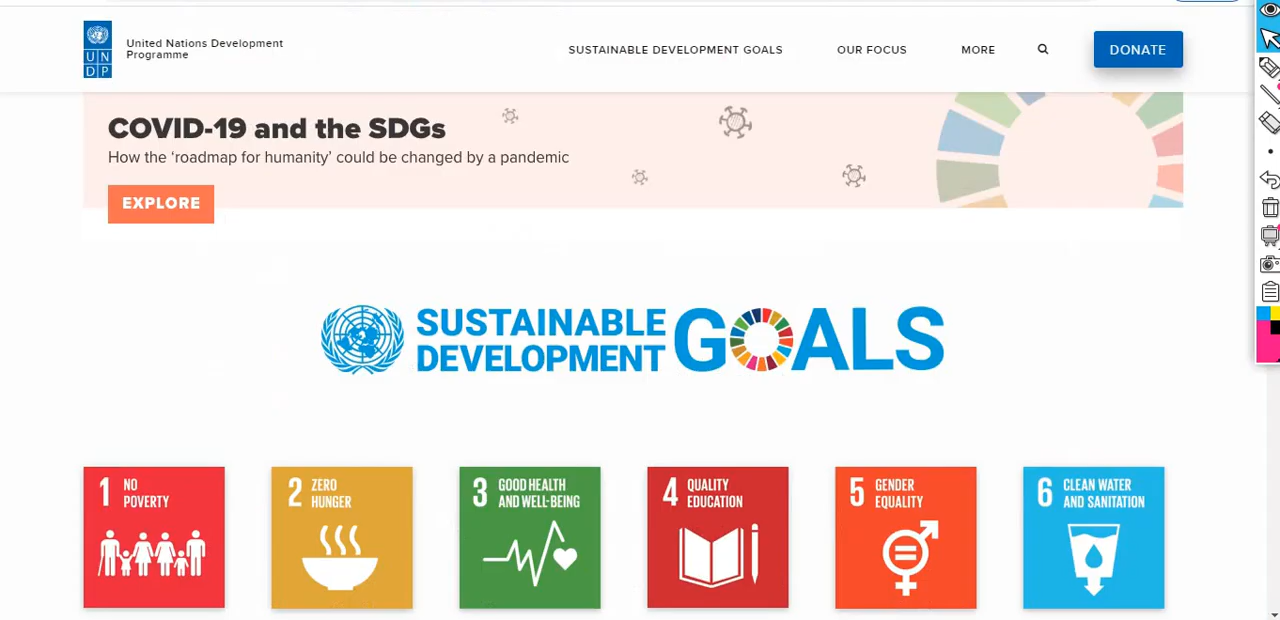 UN
DP
United Nations Development
Programme
SUSTAINABLE DEVELOPMENT GOALS
OUR FOCUS
MORE
DONATE
COVID-19 and the SDGs
How the ‘roadmap for humanity’ could be changed by a pandemic
EXPLORE
SUSTAINABLE
DEVELOPMENT
GOALS
1 NO
POVERTY
2 ZERO
HUNGER
3 GOOD HEALTH
AND WELL-BEING
4 QUALITY
EDUCATION
5 GENDER
EQUALITY
6 CLEAN WATER
AND SANITATION